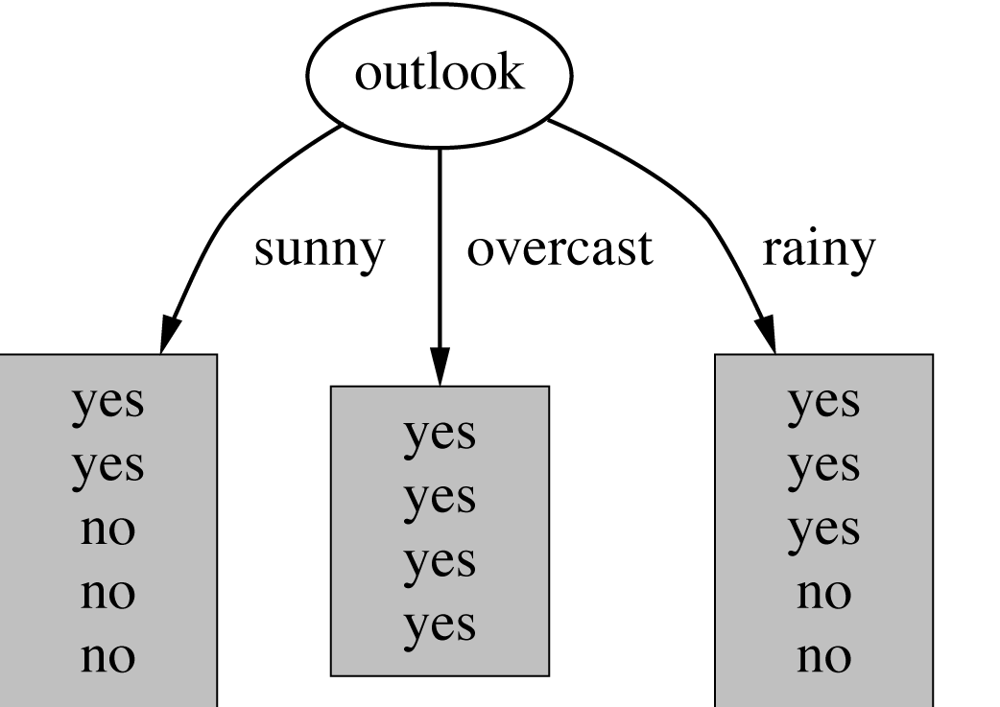 outlook
sunny overcast rainy
yes
yes
no
no
no
yes
yes
yes
yes
yes
yes
yes
no
no